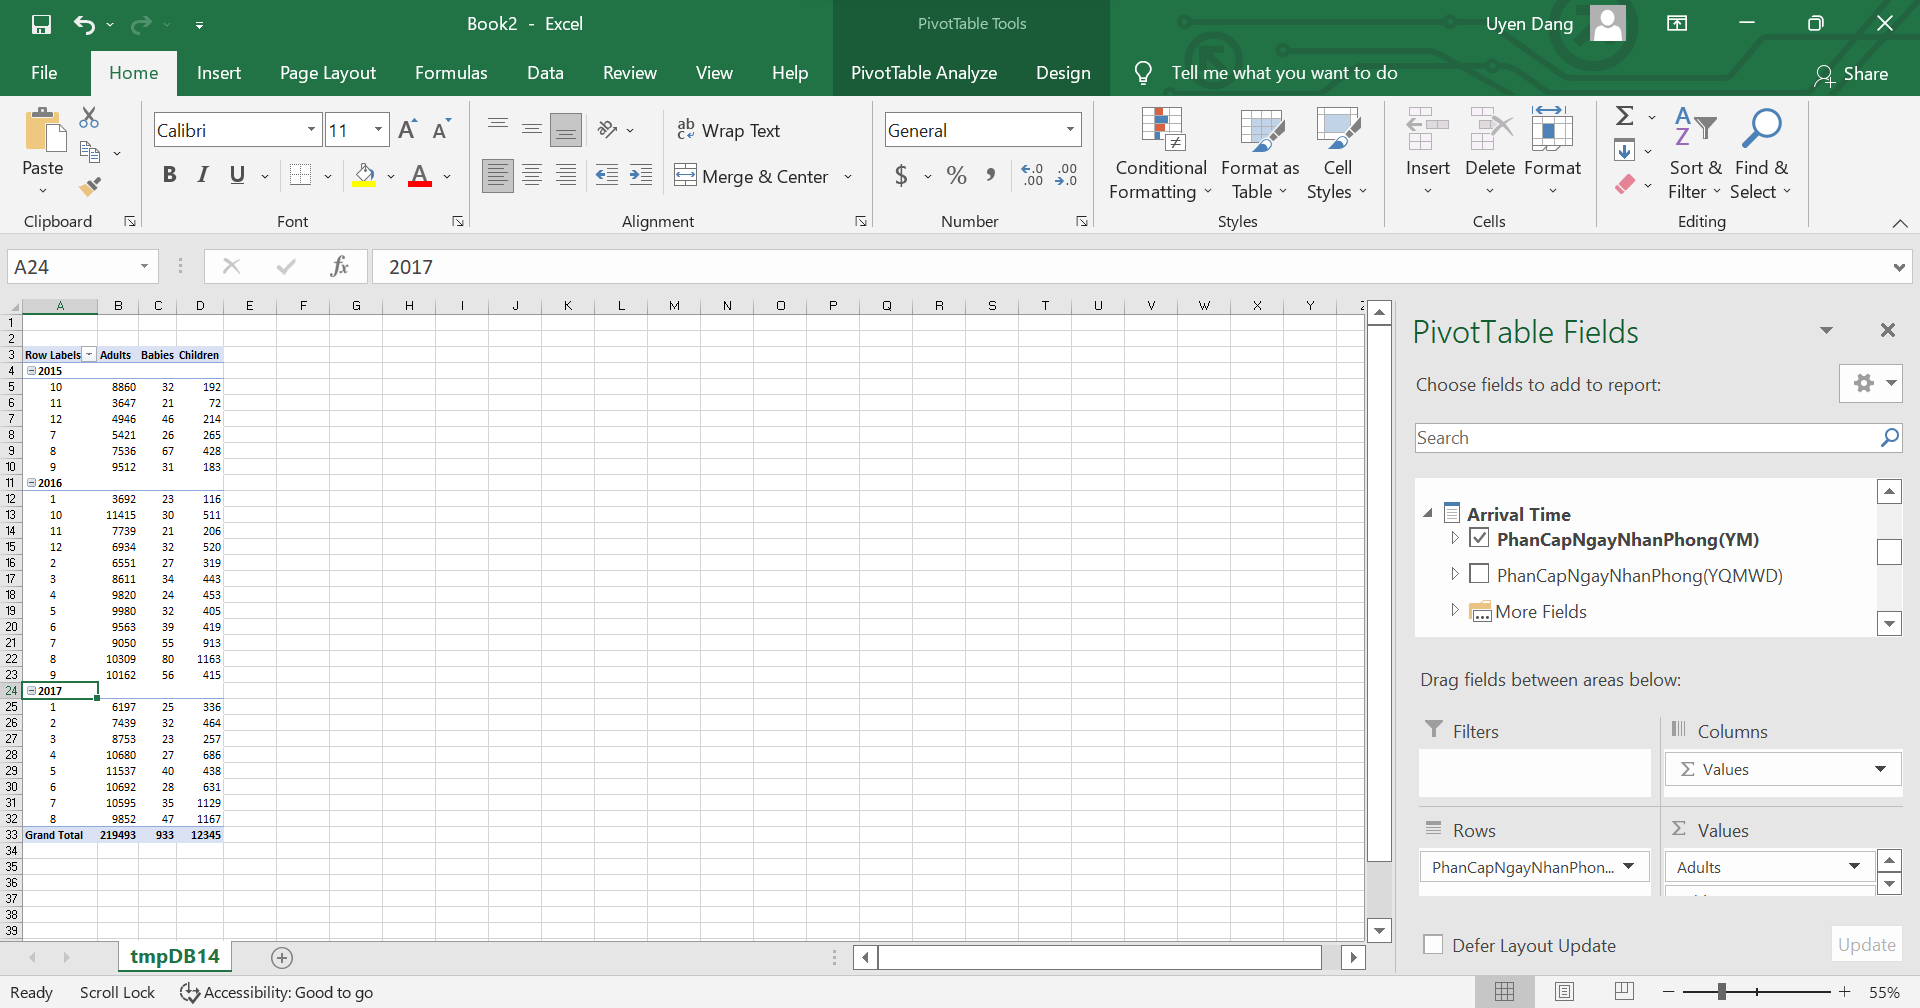 Book2 - Excel
PivotTable Tools
Uyen Dang
File Home Insert Page Layout Formulas Data Review View Help PivotTable Analyze Design Tell me what you want to do Share
Paste
Clipboard
Calibri 11
B I U
Font
Wrap Text
Merge & Center
Alignment
General
$ % ,
Number
Conditional Formatting
Format as Table
Cell Styles
Styles
Insert Delete Format
Cells
Sort & Filter
Find & Select
Editing
A24 fx 2017
A B C D E F G H I J K L M N O P Q R S T U V W X Y
1
2
3 Row Labels Adults Babies Children
4 2015
5 10 8860 32 192
6 11 3647 21 72
7 12 4946 46 214
8 7 5421 26 265
9 8 7536 67 428
10 9 9512 31 183
11 2016
12 1 3692 23 116
13 10 11415 30 511
14 11 7739 21 206
15 12 6934 32 520
16 2 6551 27 319
17 3 8611 34 443
18 4 9820 24 453
19 5 9980 32 405
20 6 9563 39 419
21 7 9050 55 913
22 8 10309 80 1163
23 9 10162 56 415
24 2017
25 1 6197 25 336
26 2 7439 32 464
27 3 8753 23 257
28 4 10680 27 686
29 5 11537 40 438
30 6 10692 28 631
31 7 10595 35 1129
32 8 9852 47 1167
33 Grand Total 219493 933 12345
34
35
36
37
38
39
tmpDB14
PivotTable Fields
Choose fields to add to report:
Search
Arrival Time
PhanCapNgayNhanPhong(YM)
PhanCapNgayNhanPhong(YQMWD)
More Fields
Drag fields between areas below:
Filters
Columns
Σ Values
Rows
Σ Values
PhanCapNgayNhanPhon...
Adults
Defer Layout Update
Update
Ready Scroll Lock Accessibility: Good to go
55%